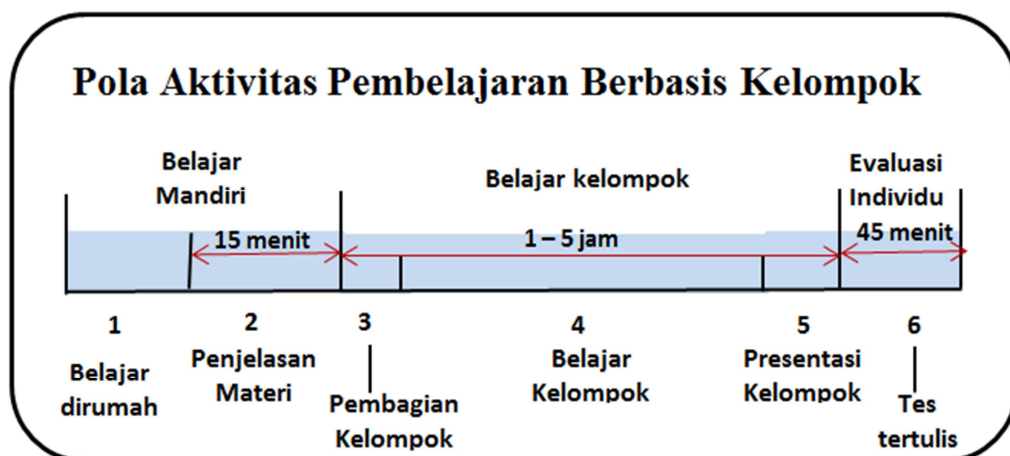 Pola Aktivitas Pembelajaran Berbasis Kelompok
Belajar
Mandiri
Belajar kelompok
Evaluasi
Individu
15 menit
1 – 5 jam
45 menit
1
2
3
4
5
6
Belajar
dirumah
Penjelasan
Materi
Pembagian
Kelompok
Belajar
Kelompok
Presentasi
Kelompok
Tes
tertulis